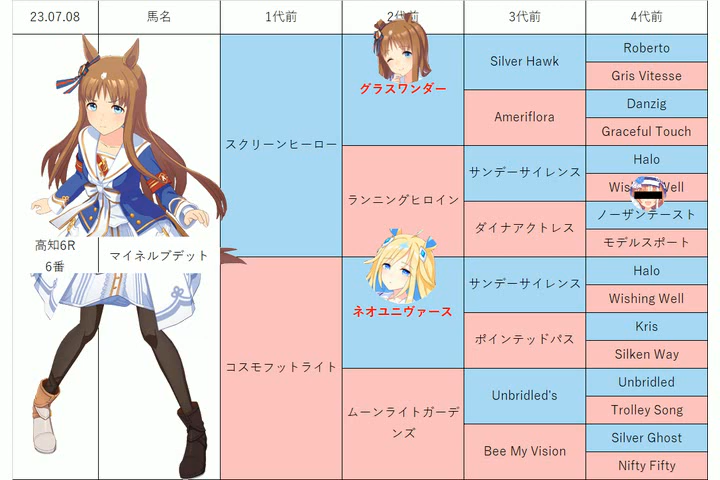 23.07.08 馬名 1代前 2代前 3代前 4代前
高知6R
6番
マイネルプデット
スクリーンヒーロー
コスモフットライト
グラスワンダー
ランニングヒロイン
ネオユニヴァース
ムーンライトガーデ
ンズ
Silver Hawk
Ameriflora
サンデーサイレンス
ダイナアクトレス
サンデーサイレンス
ポインテッドパス
Unbridled's
Bee My Vision
Roberto
Gris Vitesse
Danzig
Graceful Touch
Halo
Well
ノーザンテースト
モデルスポート
Halo
Wishing Well
Kris
Silken Way
Unbridled
Trolley Song
Silver Ghost
Nifty Fifty